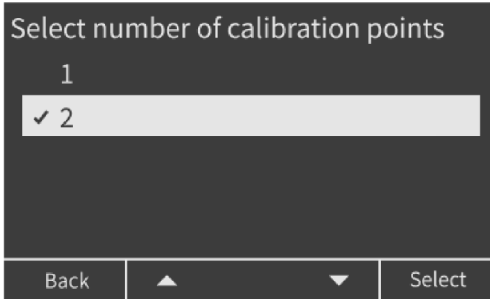 Select number of calibration points
1
✓ 2
Back ▲ ▼ Select